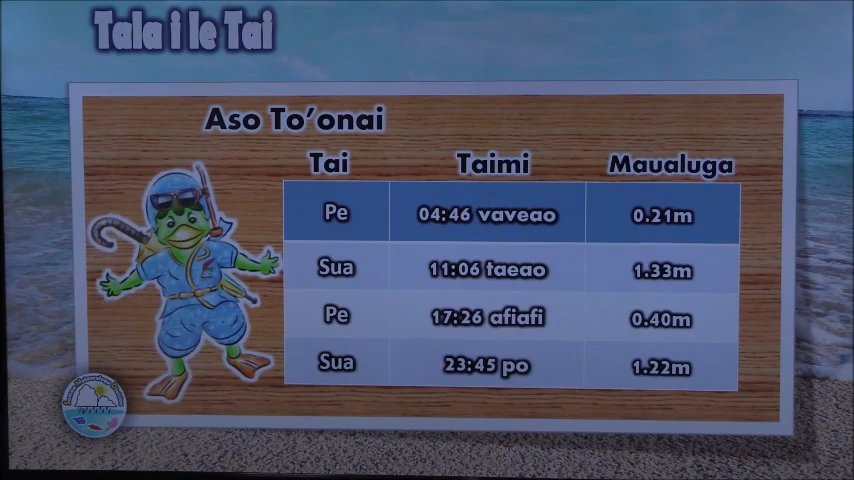 Tala i le Tai
Aso To'onai
Tai Taimi Maualuga
Pe 04:46 vaveao 0.21m
Sua 11:06 taeao 1.33m
Pe 17:26 afiafi 0.40m
Sua 23:45 po 1.22m